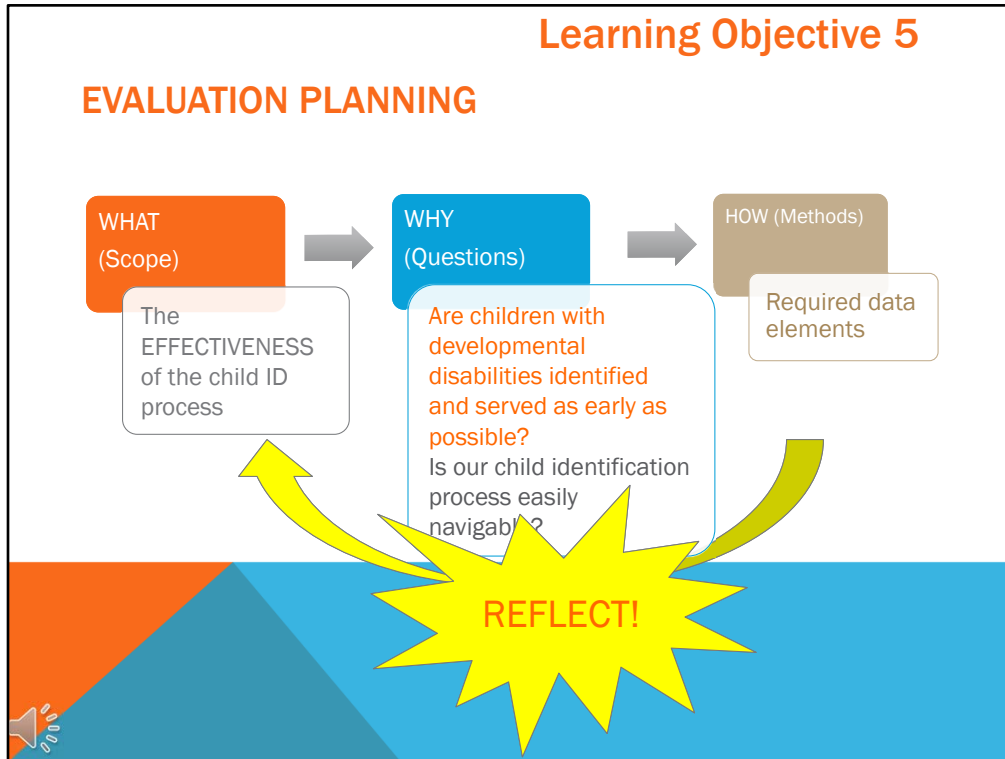 Learning Objective 5
EVALUATION PLANNING
WHAT
(Scope)
The
EFFECTIVENESS
of the child ID
process
WHY
(Questions)
Are children with
developmental
disabilities identified
and served as early as
possible?
Is our child identification
process easily
navigable?
HOW (Methods)
Required data
elements
REFLECT!